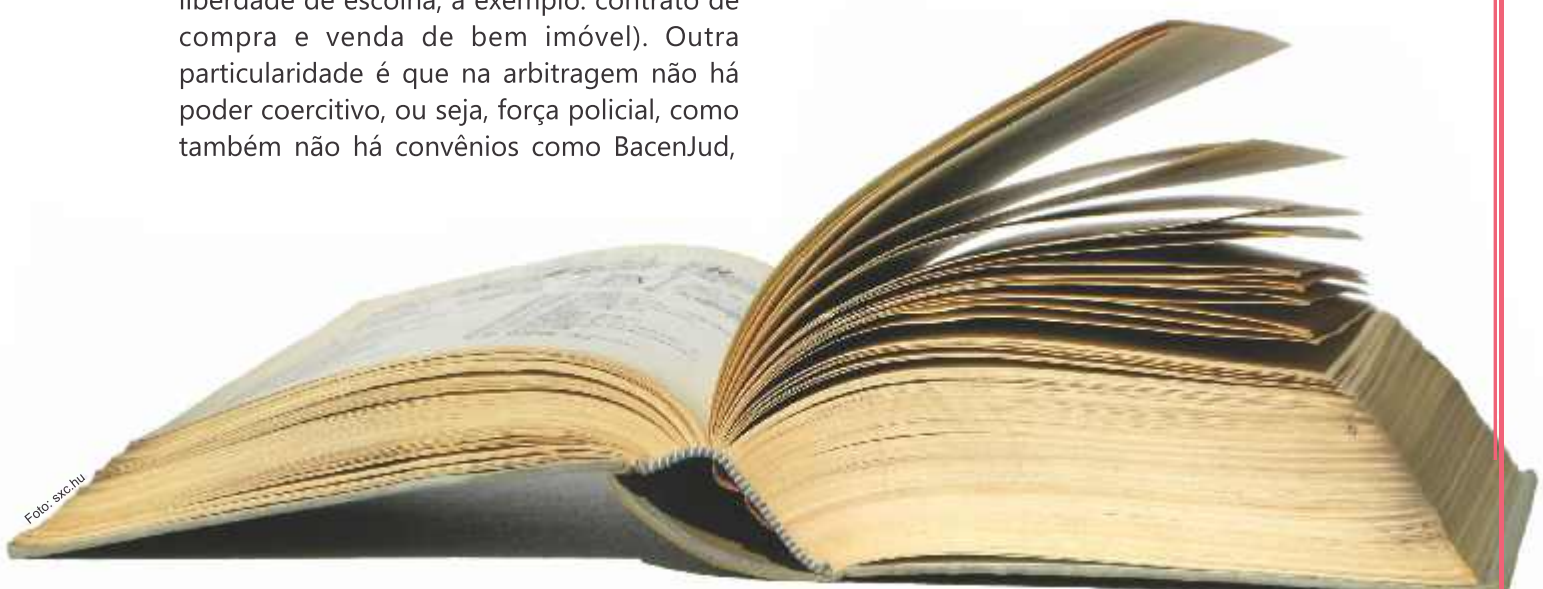 liberdade de escolha, a exemplo: contrato de
compra e venda de bem imóvel). Outra
particularidade é que na arbitragem não há
poder coercitivo, ou seja, força policial, como
também não há convênios como BacenJud,
Foto: sxc.hu